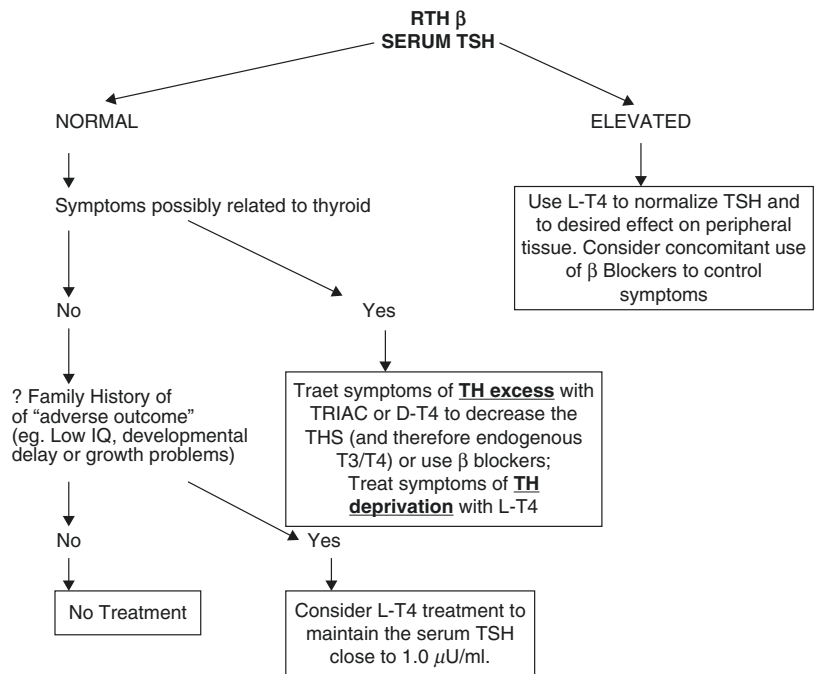 RTH β
SERUM TSH
NORMAL
ELEVATED
Symptoms possibly related to thyroid
Use L-T4 to normalize TSH and
to desired effect on peripheral
tissue. Consider concomitant use
of β Blockers to control
symptoms
No
Yes
? Family History of
of “adverse outcome”
(eg. Low IQ, developmental
delay or growth problems)
Traet symptoms of TH excess with
TRIAC or D-T4 to decrease the
THS (and therefore endogenous
T3/T4) or use β blockers;
Treat symptoms of TH
deprivation with L-T4
No
Yes
No Treatment
Consider L-T4 treatment to
maintain the serum TSH
close to 1.0 μU/ml.